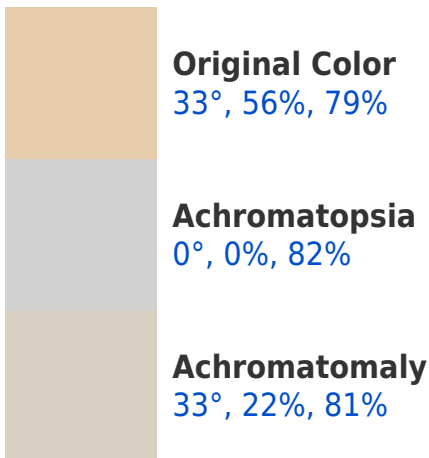 Original Color
33°, 56%, 79%
Achromatopsia
0°, 0%, 82%
Achromatomaly
33°, 22%, 81%